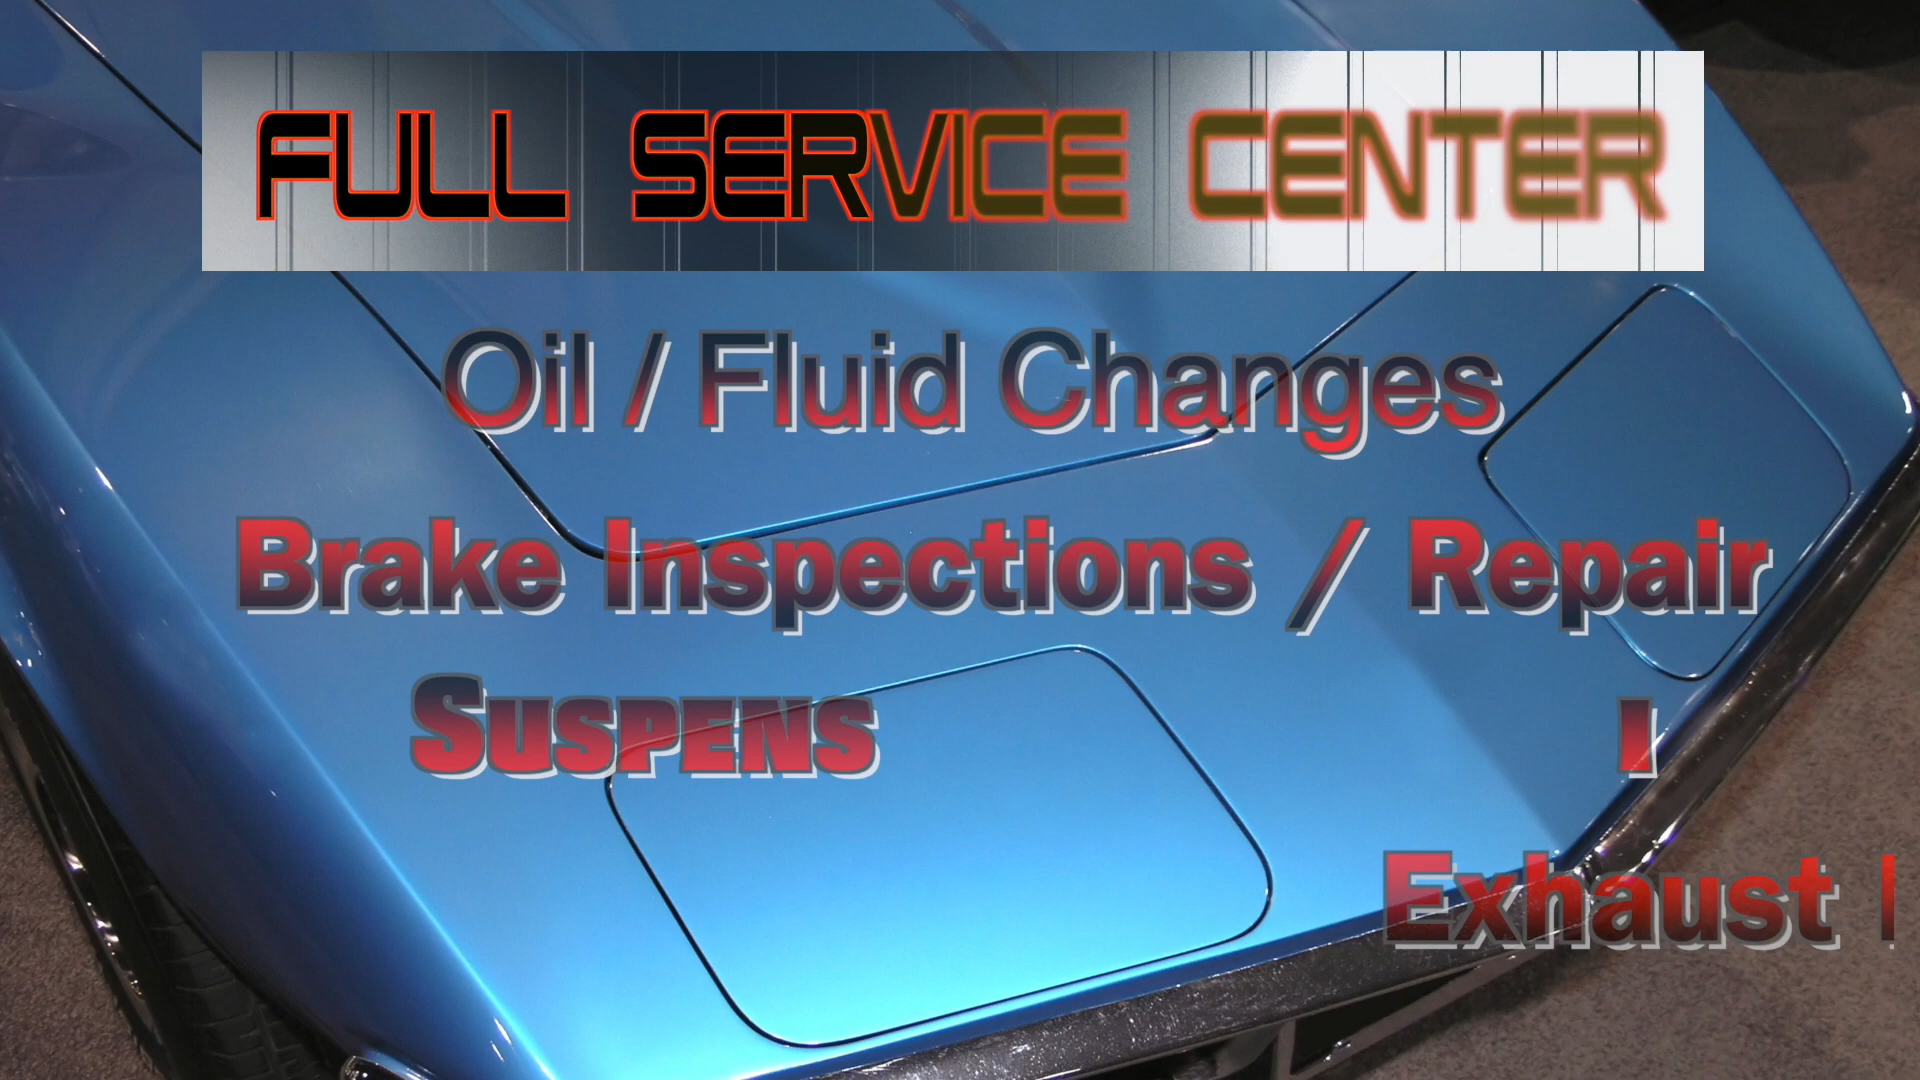 FULL SERVICE CENTER
Oil / Fluid Changes
Brake Inspections / Repair
SUSPENS I
Exhaust